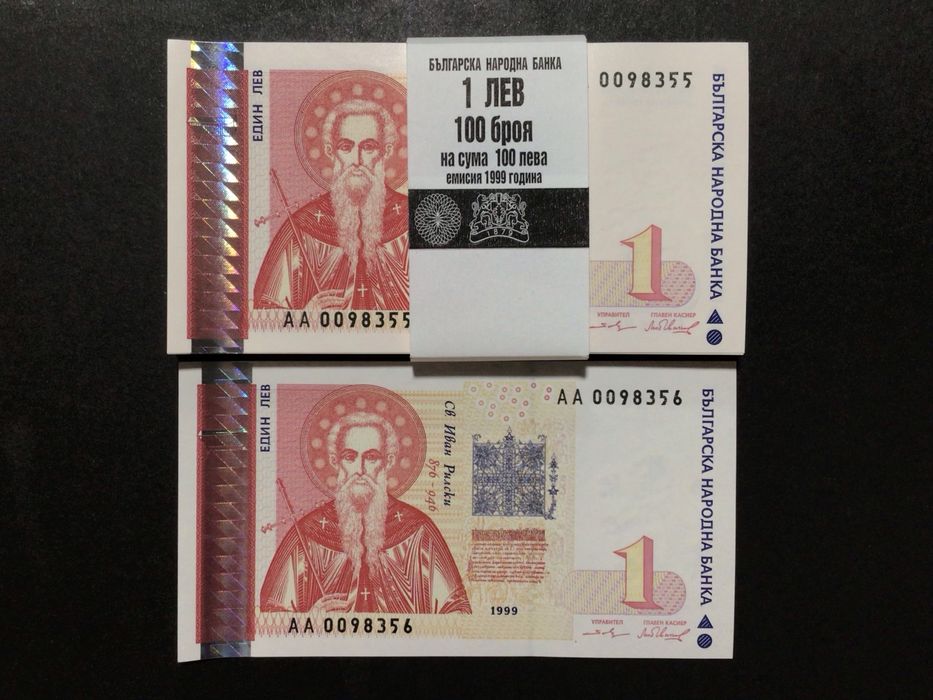 БЪЛГАРСКА НАРОДНА БАНКА
1 ЛЕВ
100 броя
на сума 100 лева
емисия 1999 година
1879
ЕДИН ЛЕВ
0098355
БЪЛГАРСКА НАРОДНА БАНКА
1
УПРАВИТЕЛ
ГЛАВЕН КАСИЕР
АА 0098355
ЕДИН ЛЕВ
Св Иван Рилски
876 - 946
АА 0098356
БЪЛГАРСКА НАРОДНА БАНКА
1
1999
УПРАВИТЕЛ
ГЛАВЕН КАСИЕР
АА 0098356